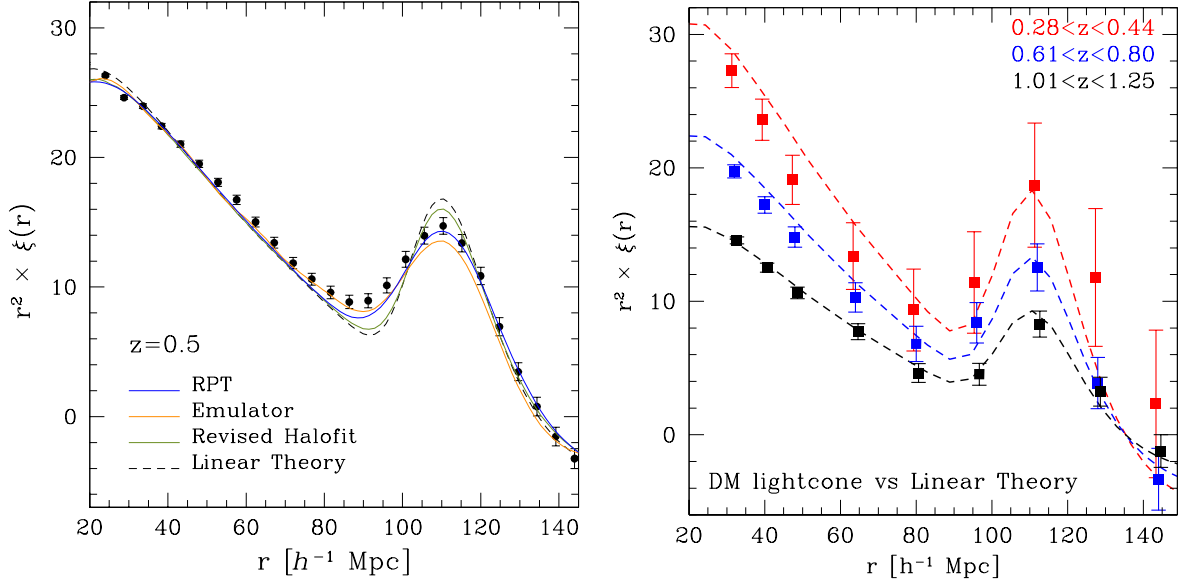 30
20
10
0
r² × ξ(r)
z=0.5
RPT
Emulator
Revised Halofit
Linear Theory
20 40 60 80 100 120 140
r [h⁻¹ Mpc]
30
20
10
0
r² × ξ(r)
0.28<z<0.44
0.61<z<0.80
1.01<z<1.25
DM lightcone vs Linear Theory
20 40 60 80 100 120 140
r [h⁻¹ Mpc]